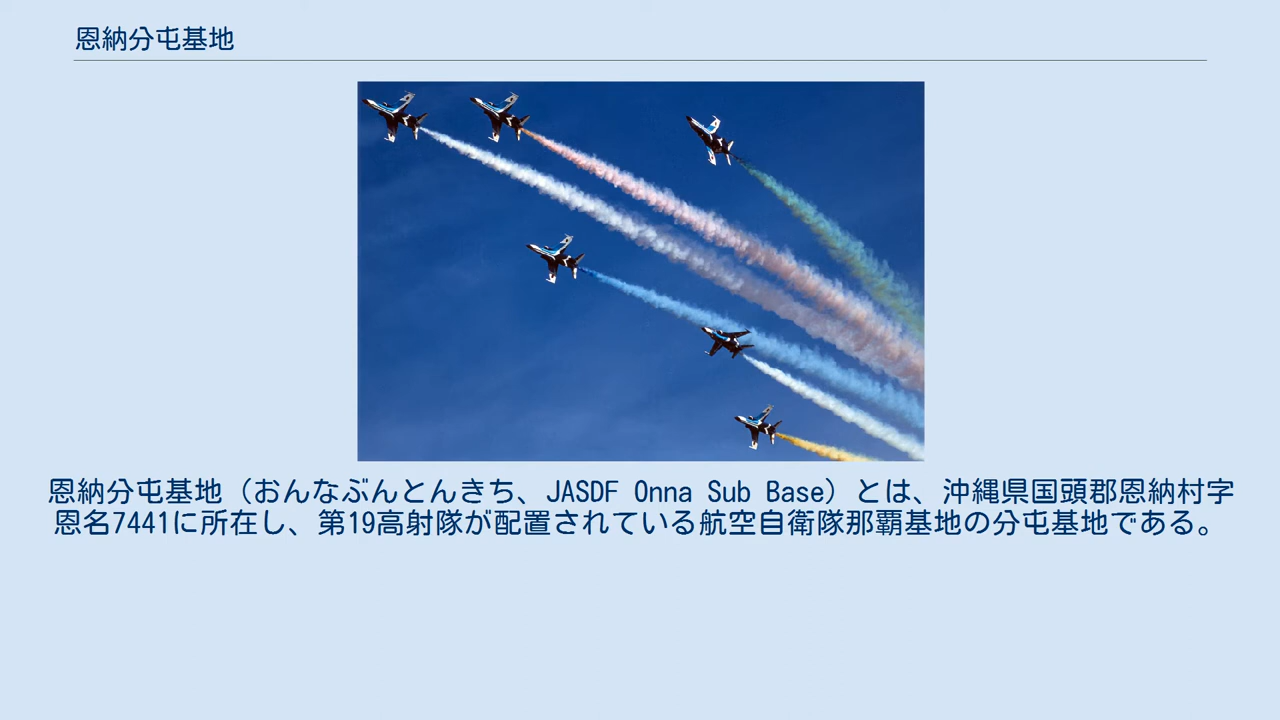 恩納分屯基地
恩納分屯基地（おんなぶんとんきち、JASDF Onna Sub Base）とは、沖縄県国頭郡恩納村字
恩名7441に所在し、第19高射隊が配置されている航空自衛隊那覇基地の分屯基地である。